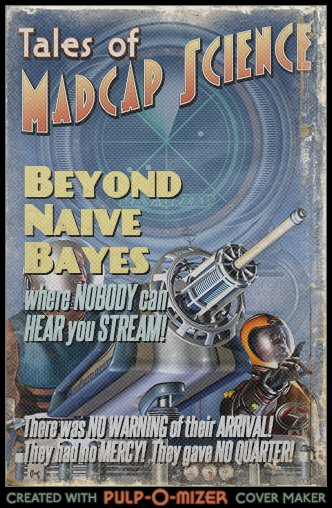 Tales of
MADCAP SCIENCE
BEYOND
NAIVE
BAYES
where NOBODY can
HEAR you STREAM!
There was NO WARNING of their ARRIVAL!
They had no MERCY! They gave NO QUARTER!
CREATED WITH PULP-O-MIZER COVER MAKER